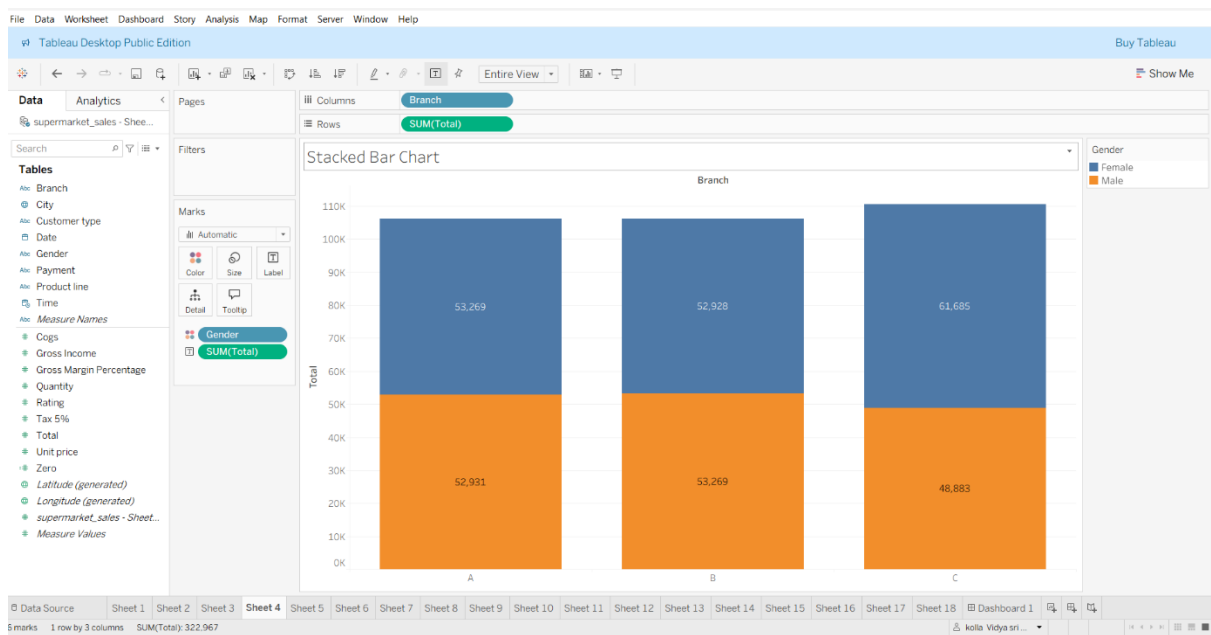 File Data Worksheet Dashboard Story Analysis Map Format Server Window Help
Tableau Desktop Public Edition Buy Tableau
Entire View Show Me
Data Analytics
supermarket_sales - Shee...
Search
Tables
Abc Branch
City
Abc Customer type
Date
Abc Gender
Abc Payment
Abc Product line
Time
Abc Measure Names
# Cogs
# Gross Income
# Gross Margin Percentage
# Quantity
# Rating
# Tax 5%
# Total
# Unit price
# Zero
Latitude (generated)
Longitude (generated)
# supermarket_sales - Sheet...
# Measure Values
Pages
Filters
Marks
Automatic
Color Size Label
Detail Tooltip
Gender
SUM(Total)
Columns Branch
Rows SUM(Total)
Stacked Bar Chart
Branch
Total
110K
100K
90K
80K
70K
60K
50K
40K
30K
20K
10K
0K
53,269 52,928 61,685
52,931 53,269 48,883
A B C
Gender
Female
Male
Data Source Sheet 1 Sheet 2 Sheet 3 Sheet 4 Sheet 5 Sheet 6 Sheet 7 Sheet 8 Sheet 9 Sheet 10 Sheet 11 Sheet 12 Sheet 13 Sheet 14 Sheet 15 Sheet 16 Sheet 17 Sheet 18 Dashboard 1
6 marks 1 row by 3 columns SUM(Total): 322,967 kolla Vidya sri ...